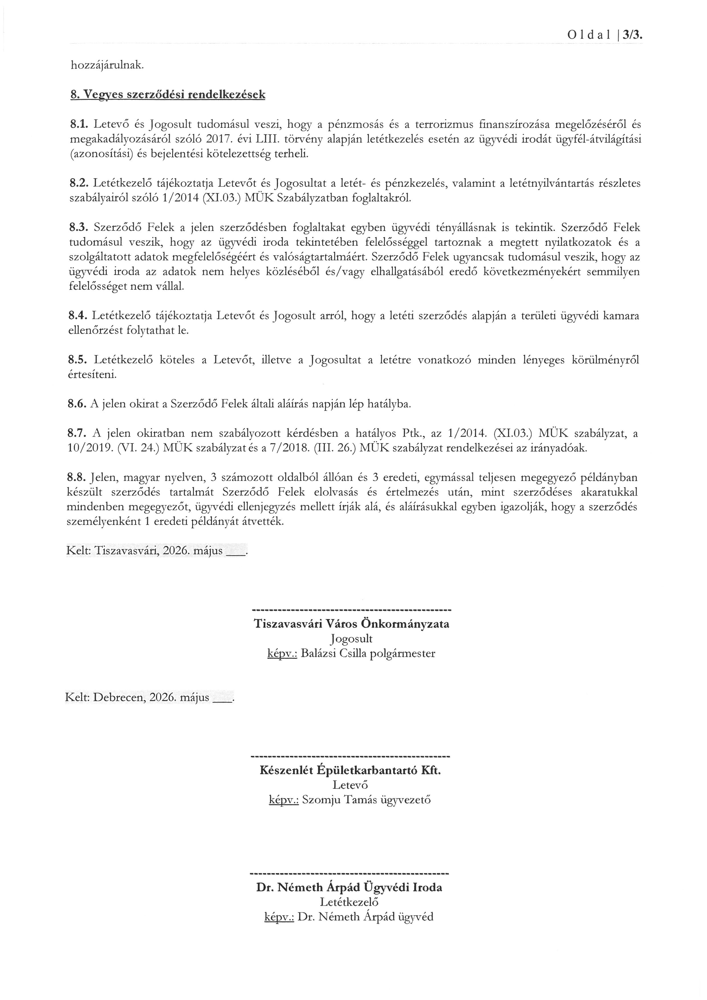 Oldal | 3/3.
hozzájárulnak.
8. Vegyes szerződési rendelkezések
8.1. Letevő és Jogosult tudomásul veszi, hogy a pénzmosás és a terrorizmus finanszírozása megelőzéséről és
megakadályozásáról szóló 2017. évi LIII. törvény alapján letétkezelés esetén az ügyvédi irodát ügyfél-átvilágítási
(azonosítási) és bejelentési kötelezettség terheli.
8.2. Letétkezelő tájékoztatja Letevőt és Jogosultat a letét- és pénzkezelés, valamint a letétnyilvántartás részletes
szabályairól szóló 1/2014 (XI.03.) MÜK Szabályzatban foglaltakról.
8.3. Szerződő Felek a jelen szerződésben foglaltakat egyben ügyvédi tényállásnak is tekintik. Szerződő Felek
tudomásul veszik, hogy az ügyvédi iroda tekintetében felelősséggel tartoznak a megtett nyilatkozatok és a
szolgáltatott adatok megfelelőségéért és valóságtartalmáért. Szerződő Felek ugyancsak tudomásul veszik, hogy az
ügyvédi iroda az adatok nem helyes közléséből és/vagy elhallgatásából eredő következményekért semmilyen
felelősséget nem vállal.
8.4. Letétkezelő tájékoztatja Letevőt és Jogosult arról, hogy a letéti szerződés alapján a területi ügyvédi kamara
ellenőrzést folytathat le.
8.5. Letétkezelő köteles a Letevőt, illetve a Jogosultat a letétre vonatkozó minden lényeges körülményről
értesíteni.
8.6. A jelen okirat a Szerződő Felek általi aláírás napján lép hatályba.
8.7. A jelen okiratban nem szabályozott kérdésben a hatályos Ptk., az 1/2014. (XI.03.) MÜK szabályzat, a
10/2019. (VI. 24.) MÜK szabályzat és a 7/2018. (III. 26.) MÜK szabályzat rendelkezései az irányadóak.
8.8. Jelen, magyar nyelven, 3 számozott oldalból állóan és 3 eredeti, egymással teljesen megegyező példányban
készült szerződés tartalmát Szerződő Felek elolvasás és értelmezés után, mint szerződéses akaratukkal
mindenben megegyezőt, ügyvédi ellenjegyzés mellett írják alá, és aláírásukkal egyben igazolják, hogy a szerződés
személyenként 1 eredeti példányát átvették.
Kelt: Tiszavasvári, 2026. május ___.
Tiszavasvári Város Önkormányzata
Jogosult
képv.: Balázsi Csilla polgármester
Kelt: Debrecen, 2026. május ___.
Készenlét Épületkarbantartó Kft.
Letevő
képv.: Szomju Tamás ügyvezető
Dr. Németh Árpád Ügyvédi Iroda
Letétkezelő
képv.: Dr. Németh Árpád ügyvéd